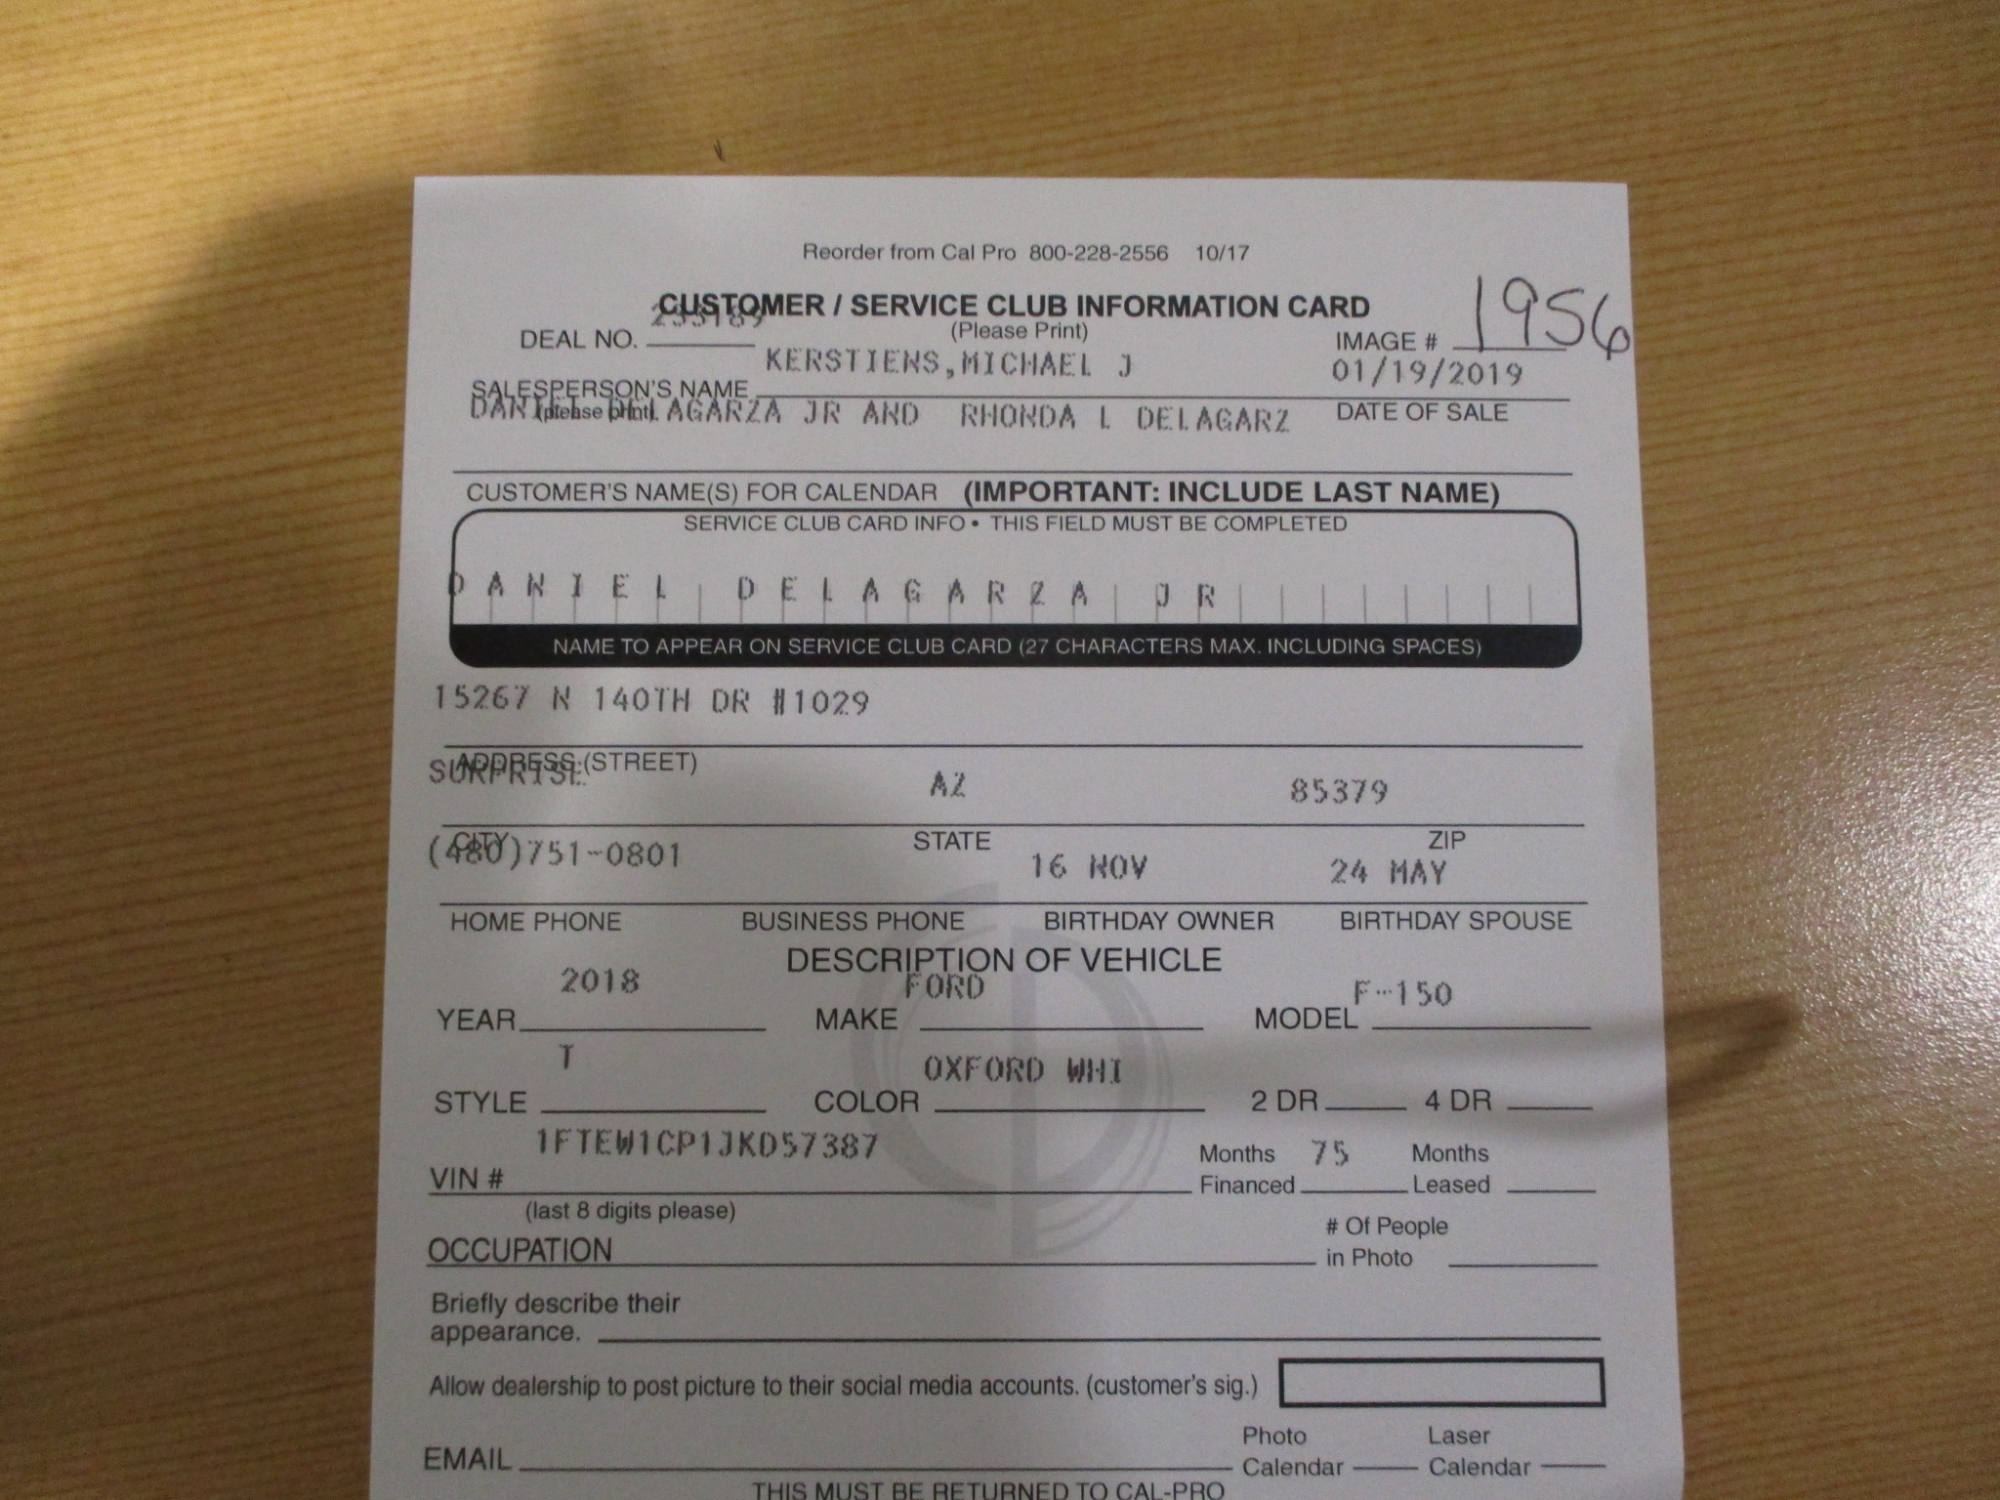 Reorder from Cal Pro 800-228-2556 10/17
CUSTOMER / SERVICE CLUB INFORMATION CARD
(Please Print)
DEAL NO. 233189
IMAGE # 1956
KERSTIENS,MICHAEL J
01/19/2019
SALESPERSON'S NAME
(please print)
DATE OF SALE
DANIEL DELAGARZA JR AND RHONDA L DELAGARZ
CUSTOMER'S NAME(S) FOR CALENDAR (IMPORTANT: INCLUDE LAST NAME)
SERVICE CLUB CARD INFO • THIS FIELD MUST BE COMPLETED
DANIEL DELAGARZA JR
NAME TO APPEAR ON SERVICE CLUB CARD (27 CHARACTERS MAX. INCLUDING SPACES)
15267 N 140TH DR #1029
ADDRESS (STREET)
SURPRISE AZ 85379
CITY STATE ZIP
(480)751-0801 16 NOV 24 MAY
HOME PHONE BUSINESS PHONE BIRTHDAY OWNER BIRTHDAY SPOUSE
DESCRIPTION OF VEHICLE
YEAR 2018 MAKE FORD MODEL F-150
STYLE T COLOR OXFORD WHI 2 DR 4 DR
VIN # 1FTEW1CP1JKD57387 Months Financed 75 Months Leased
(last 8 digits please)
OCCUPATION # Of People in Photo
Briefly describe their
appearance.
Allow dealership to post picture to their social media accounts. (customer's sig.)
EMAIL Photo Calendar Laser Calendar
THIS MUST BE RETURNED TO CAL-PRO